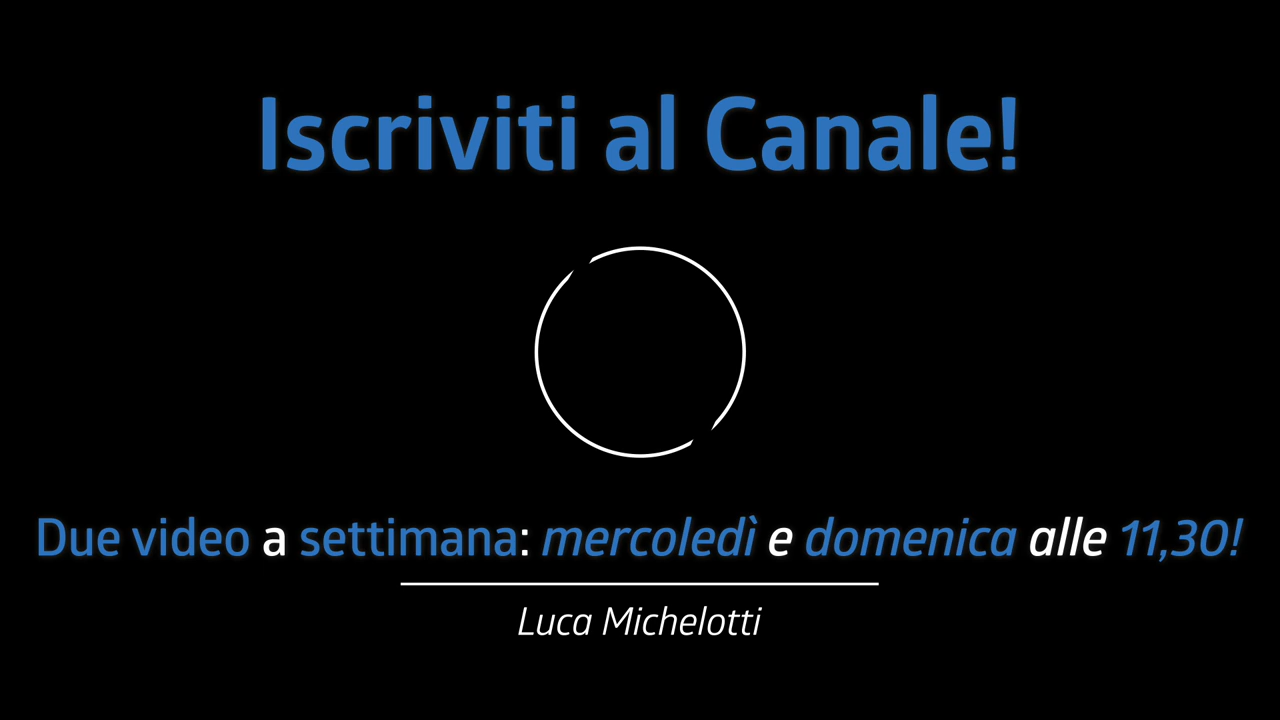 Iscriviti al Canale!
Due video a settimana: mercoledì e domenica alle 11,30!
Luca Michelotti